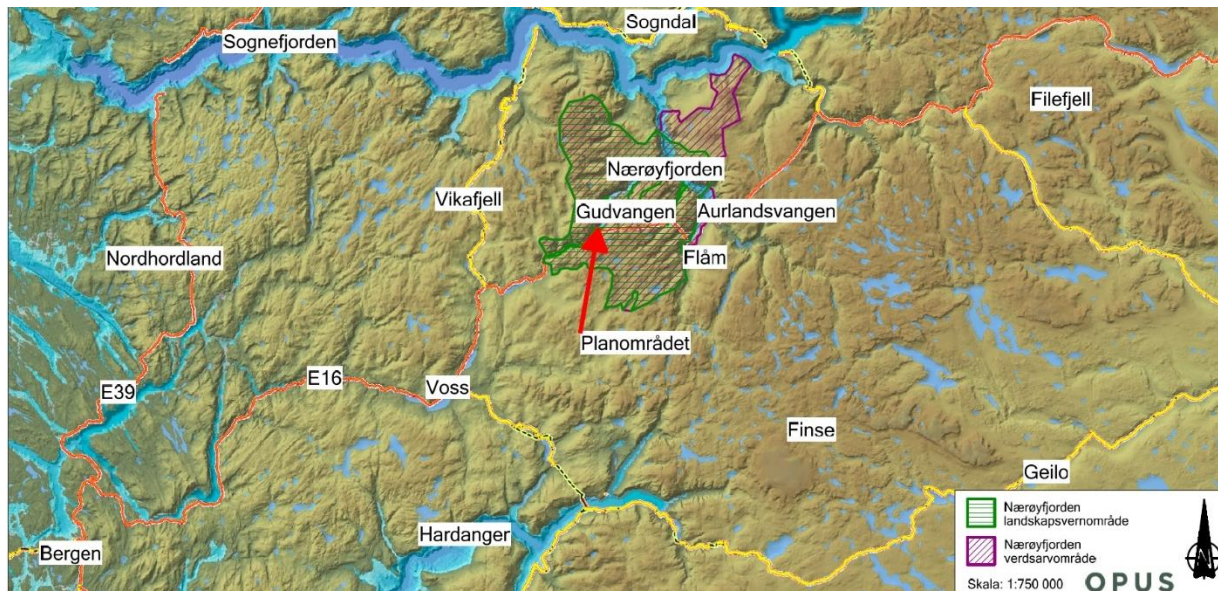 Sogndal
Sognefjorden
Filefjell
Nærøyfjorden
Vikafjell
Gudvangen
Aurlandsvangen
Flåm
Nordhordland
Planområdet
E39
E16
Voss
Finse
Geilo
Hardanger
Bergen
Nærøyfjorden
landskapsvernområde
Nærøyfjorden
verdsarvområde
N
Skala: 1:750 000
OPUS